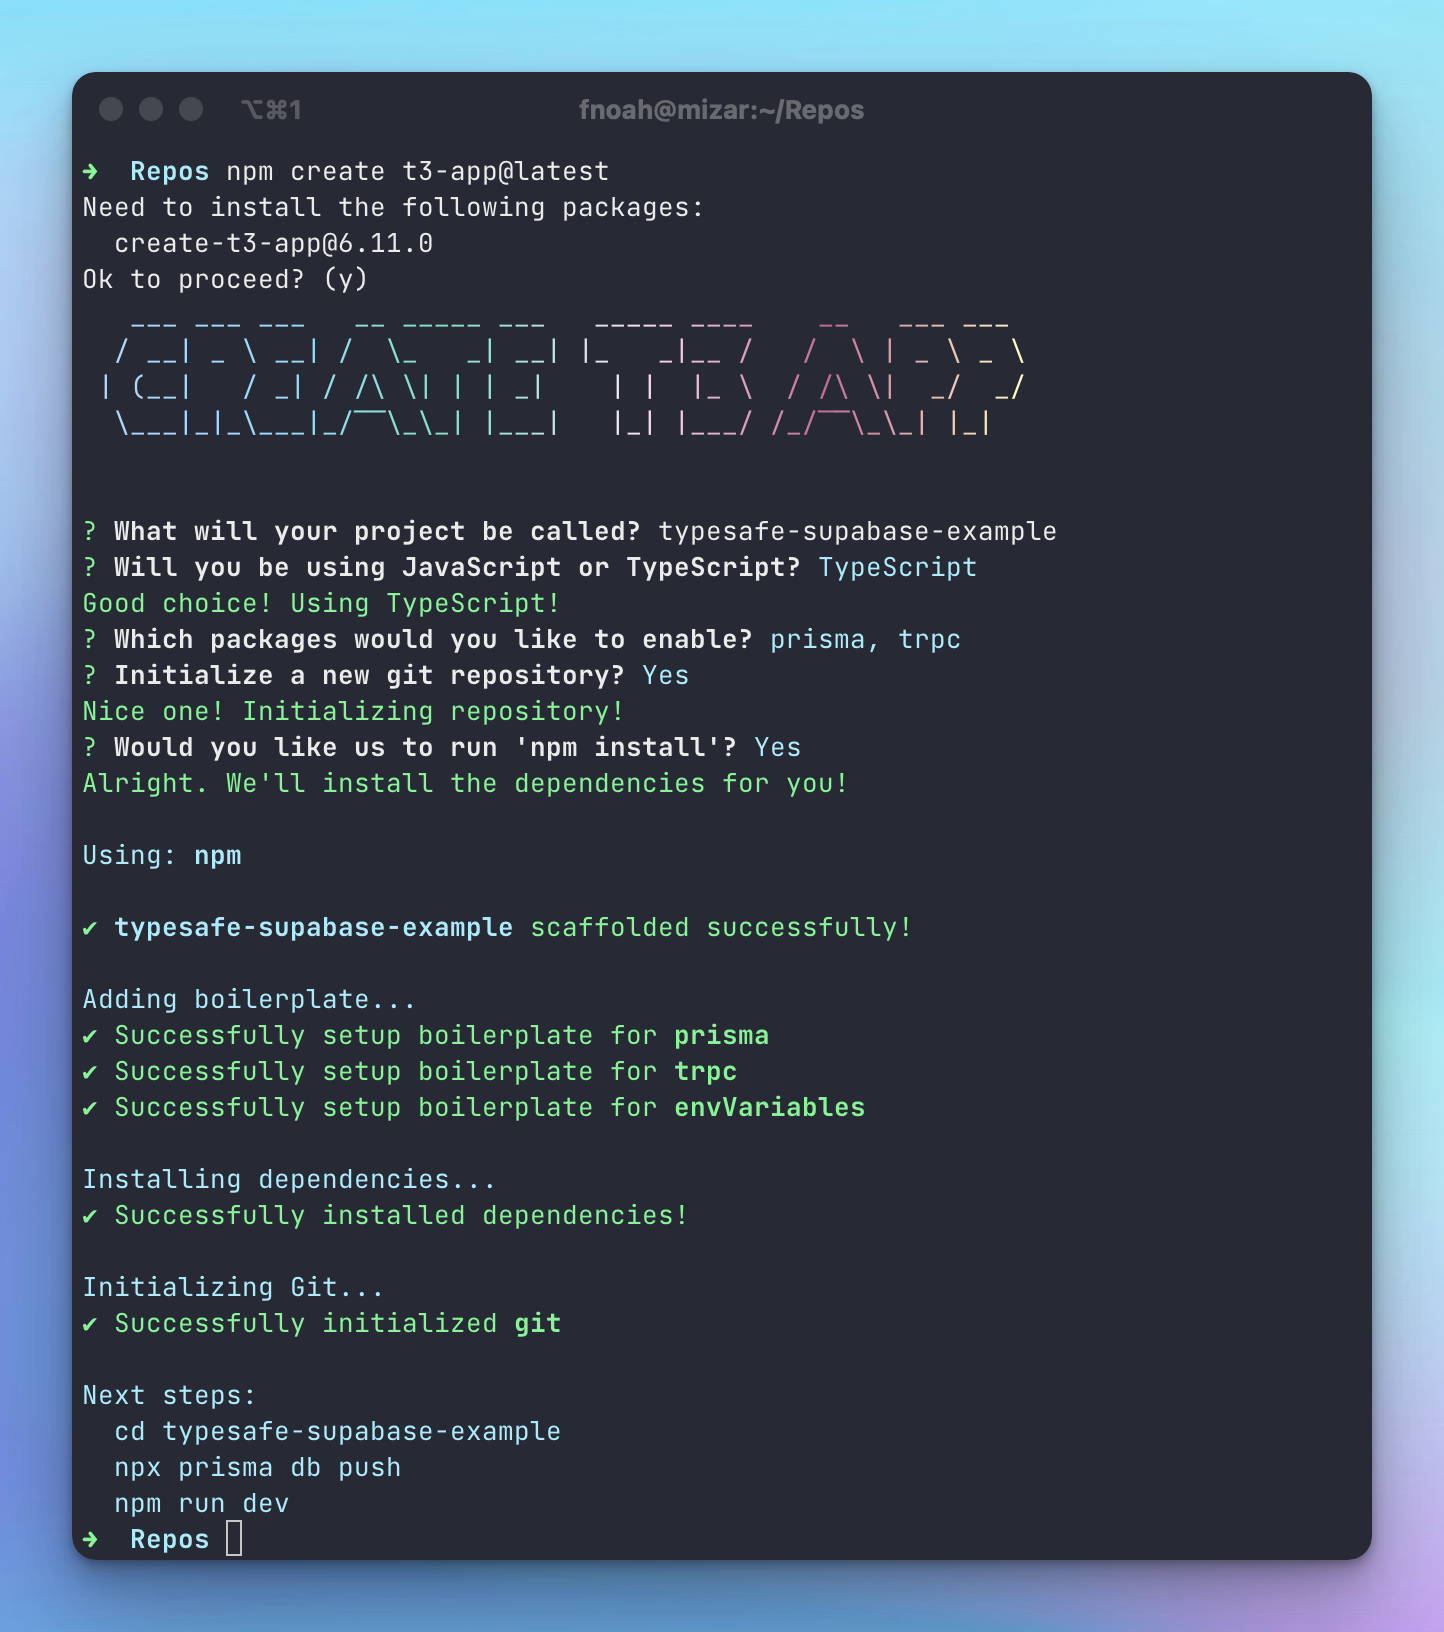 ⌥⌘1 fnoah@mizar:~/Repos
➜  Repos npm create t3-app@latest
Need to install the following packages:
  create-t3-app@6.11.0
Ok to proceed? (y)
CREATE T3 APP
? What will your project be called? typesafe-supabase-example
? Will you be using JavaScript or TypeScript? TypeScript
Good choice! Using TypeScript!
? Which packages would you like to enable? prisma, trpc
? Initialize a new git repository? Yes
Nice one! Initializing repository!
? Would you like us to run 'npm install'? Yes
Alright. We'll install the dependencies for you!
Using: npm
✔ typesafe-supabase-example scaffolded successfully!
Adding boilerplate...
✔ Successfully setup boilerplate for prisma
✔ Successfully setup boilerplate for trpc
✔ Successfully setup boilerplate for envVariables
Installing dependencies...
✔ Successfully installed dependencies!
Initializing Git...
✔ Successfully initialized git
Next steps:
  cd typesafe-supabase-example
  npx prisma db push
  npm run dev
➜  Repos